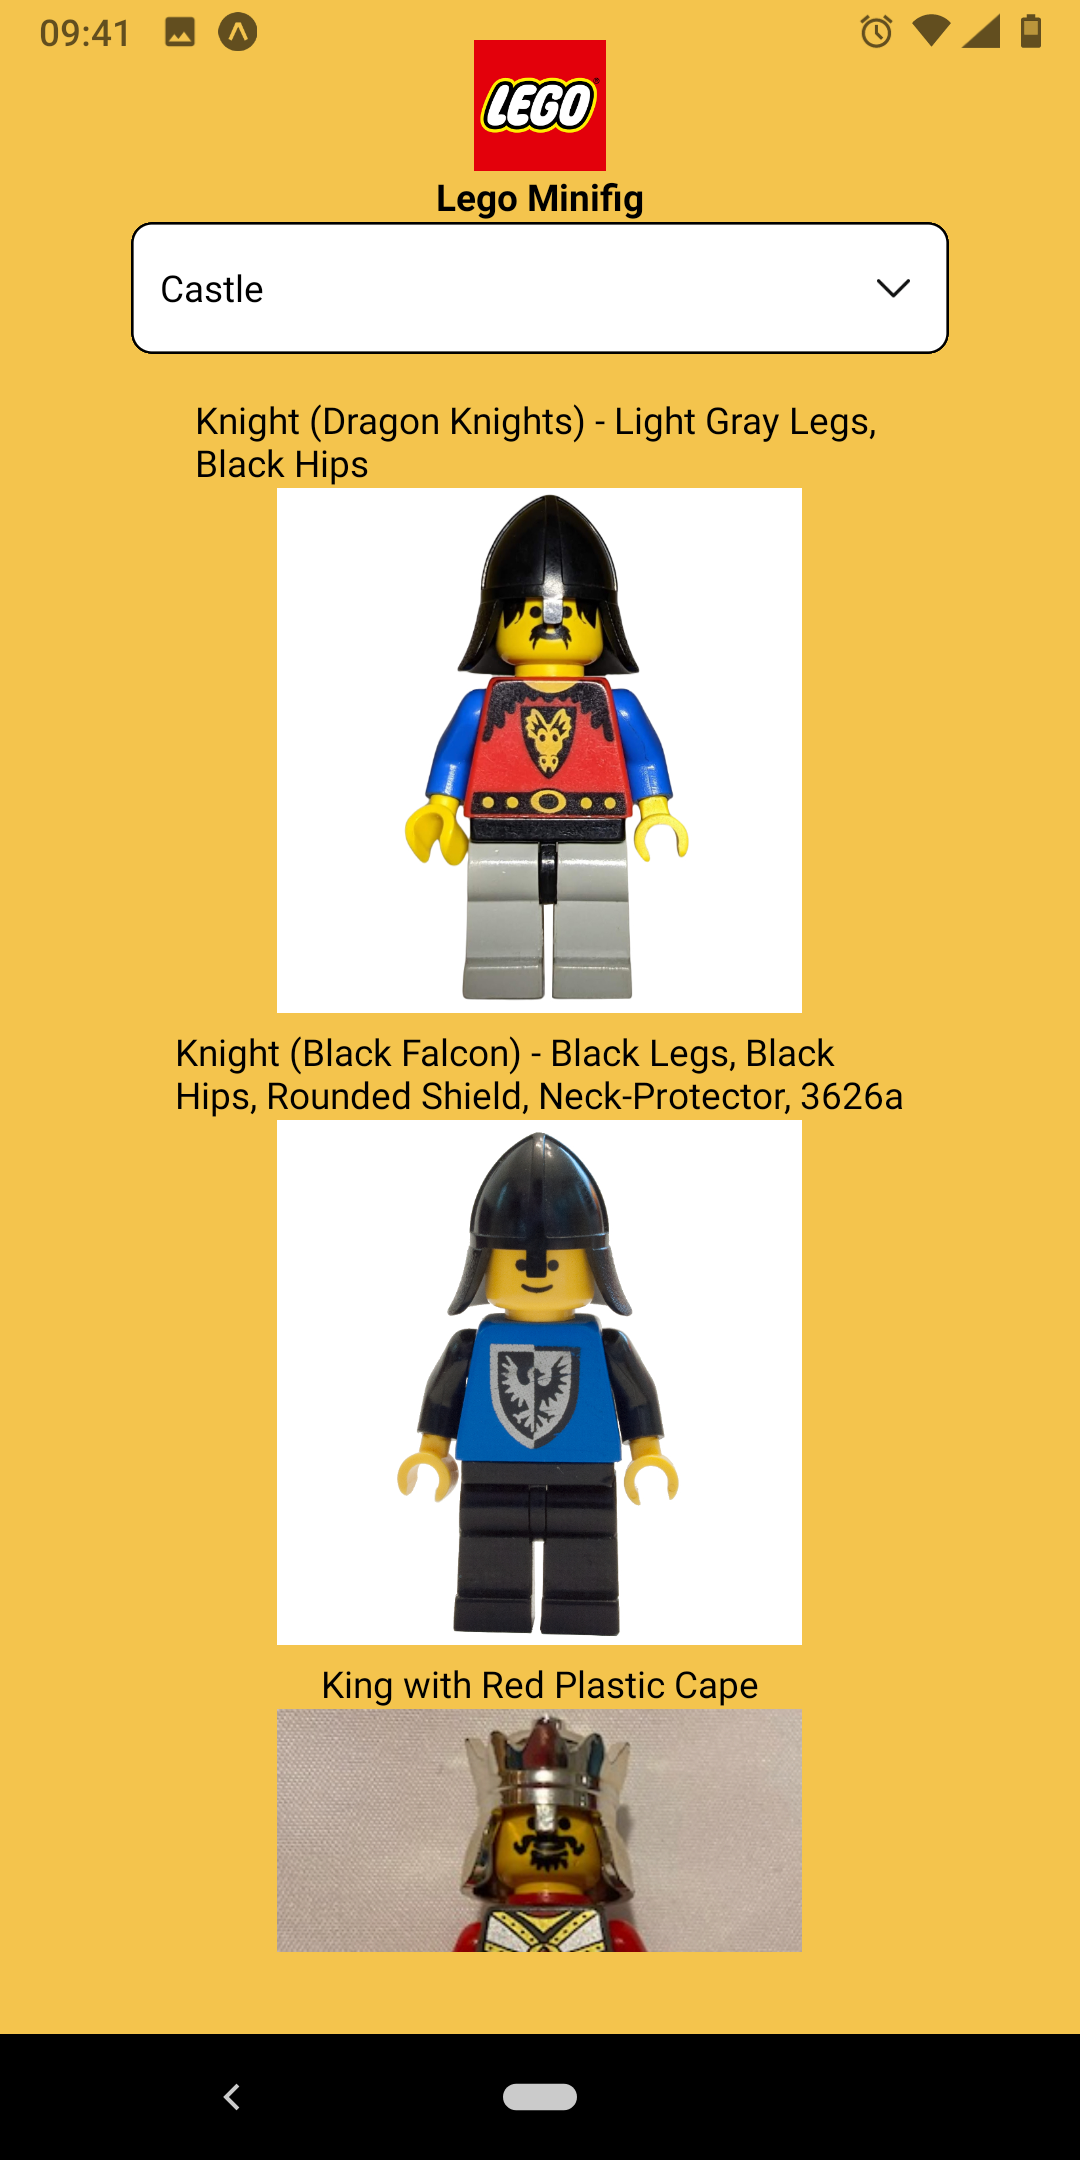 09:41
LEGO
Lego Minifig
Castle
Knight (Dragon Knights) - Light Gray Legs,
Black Hips
Knight (Black Falcon) - Black Legs, Black
Hips, Rounded Shield, Neck-Protector, 3626a
King with Red Plastic Cape